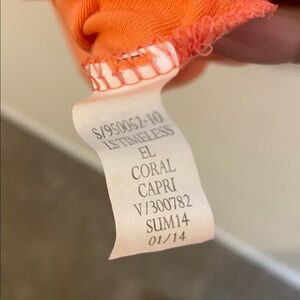 S/950052-10
LS TIMELESS
EL
CORAL
CAPRI
V/300782
SUM14
01/14